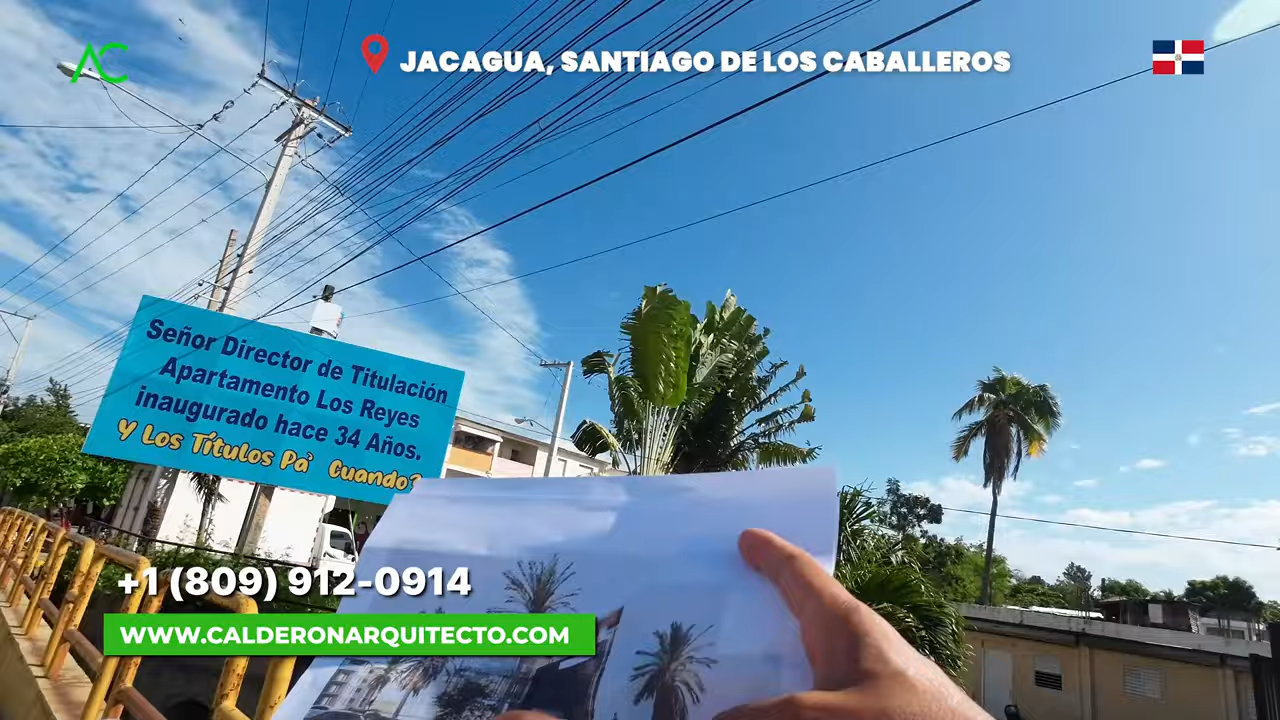 AC
JACAGUA, SANTIAGO DE LOS CABALLEROS
Señor Director de Titulación
Apartamento Los Reyes
inaugurado hace 34 Años.
Y Los Títulos Pa' Cuando?
+1 (809) 912-0914
WWW.CALDERONARQUITECTO.COM